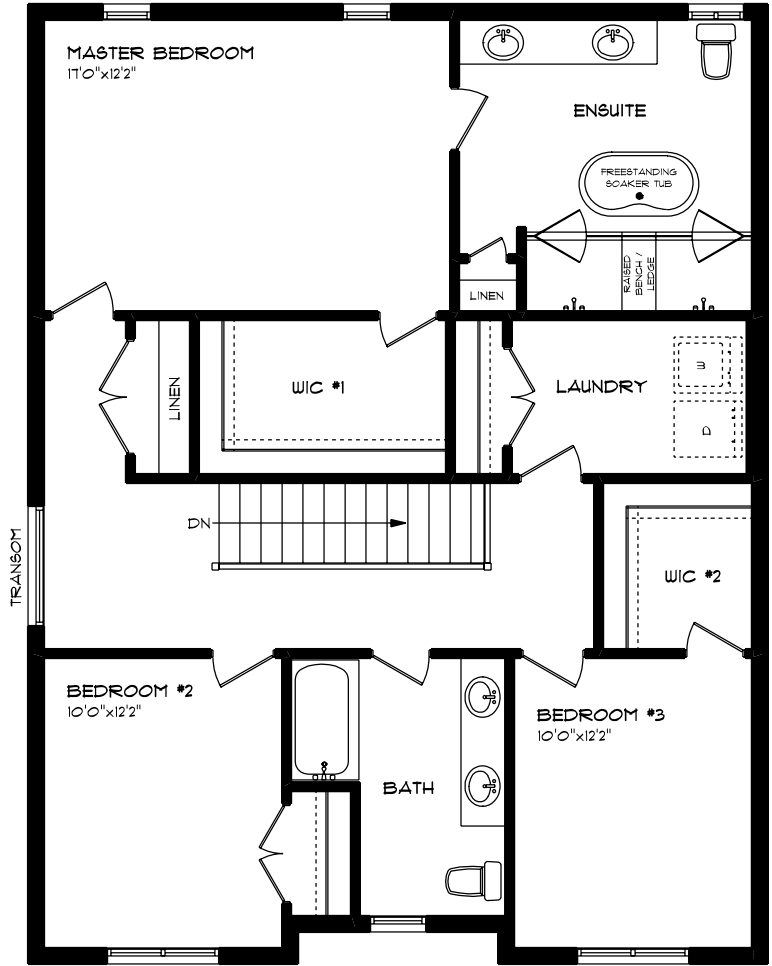 MASTER BEDROOM
17'0"x12'2"
ENSUITE
FREESTANDING
SOAKER TUB
RAISED
BENCH /
LEDGE
LINEN
LINEN
WIC #1
LAUNDRY
W
D
DN
TRANSOM
WIC #2
BEDROOM #2
10'0"x12'2"
BEDROOM #3
10'0"x12'2"
BATH